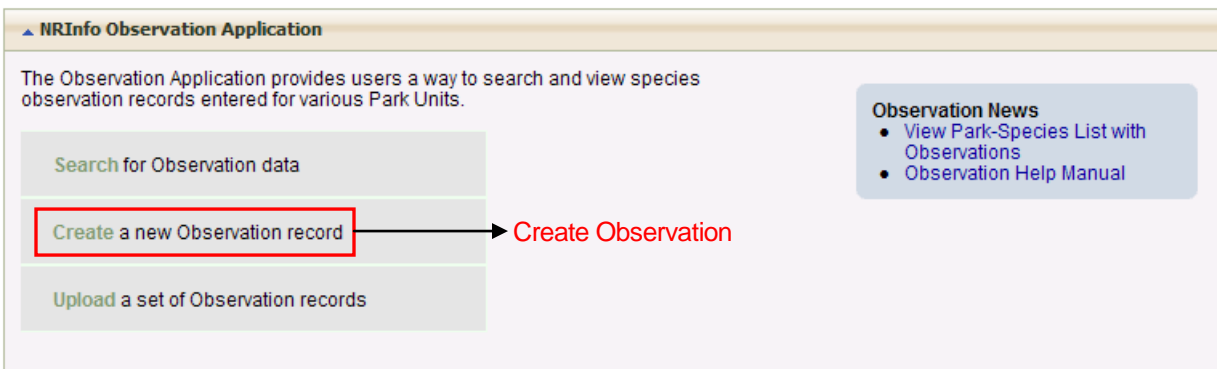 NRInfo Observation Application
The Observation Application provides users a way to search and view species
observation records entered for various Park Units.
Search for Observation data
Create a new Observation record
Create Observation
Upload a set of Observation records
Observation News
View Park-Species List with
Observations
Observation Help Manual